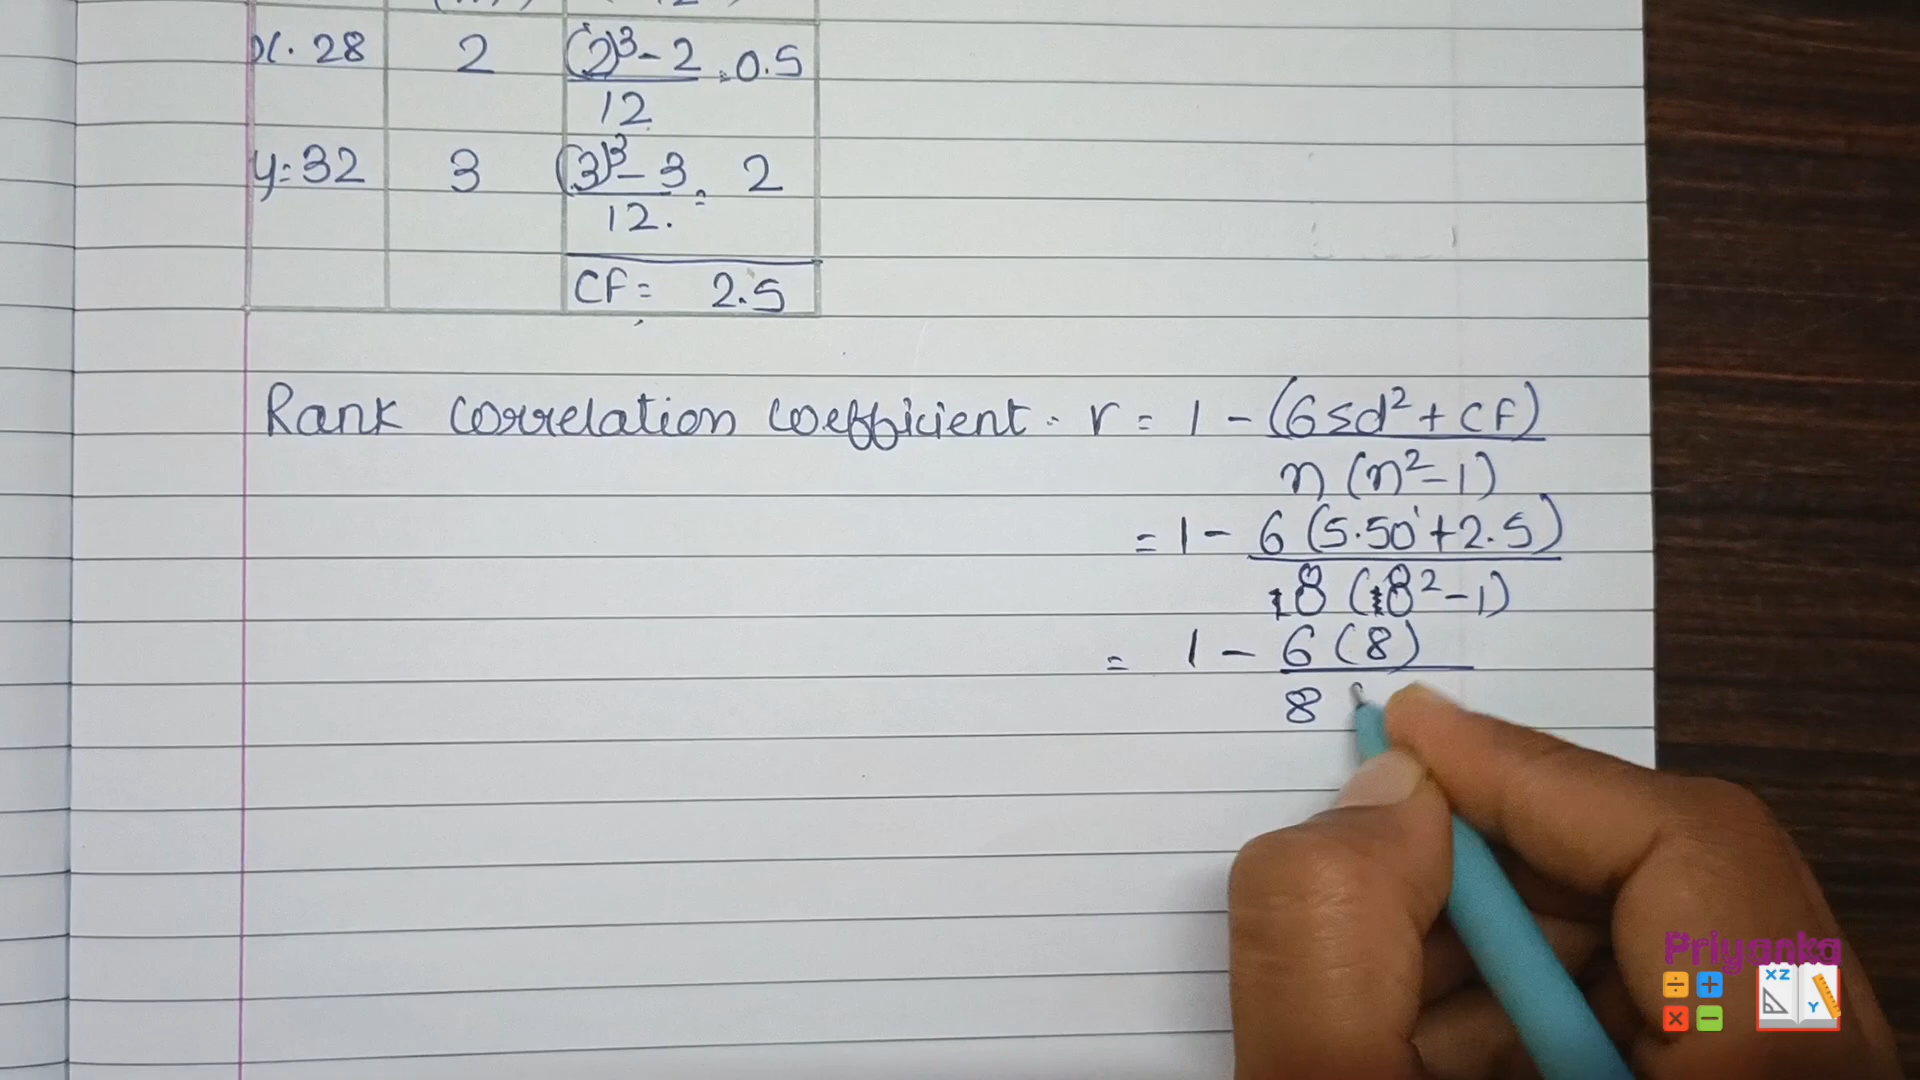 x. 28 2 (2)³ - 2 = 0.5
12
y = 32 3 (3)³ - 3 = 2
12.
CF = 2.5
Rank correlation coefficient = r = 1 - (6Σd² + CF)
n (n² - 1)
= 1 - 6 (5.50 + 2.5)
8 (8² - 1)
= 1 - 6 (8)
8
Priyanka
XZ
Y